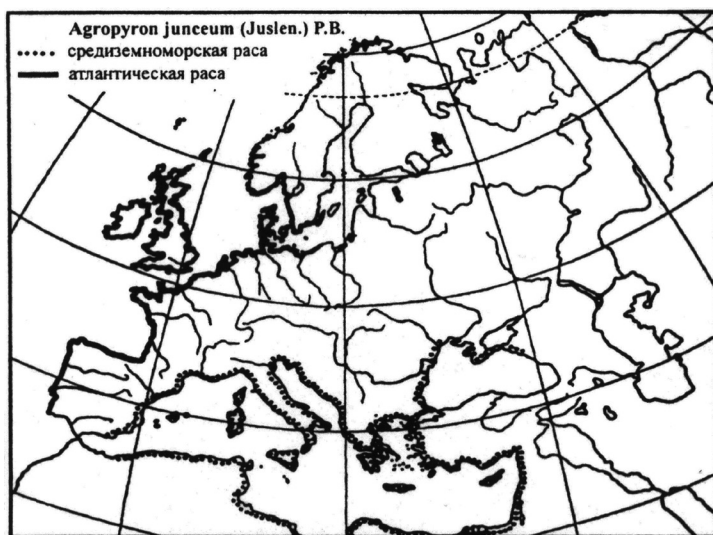 Agropyron junceum (Juslen.) P.B.
средиземноморская раса
атлантическая раса